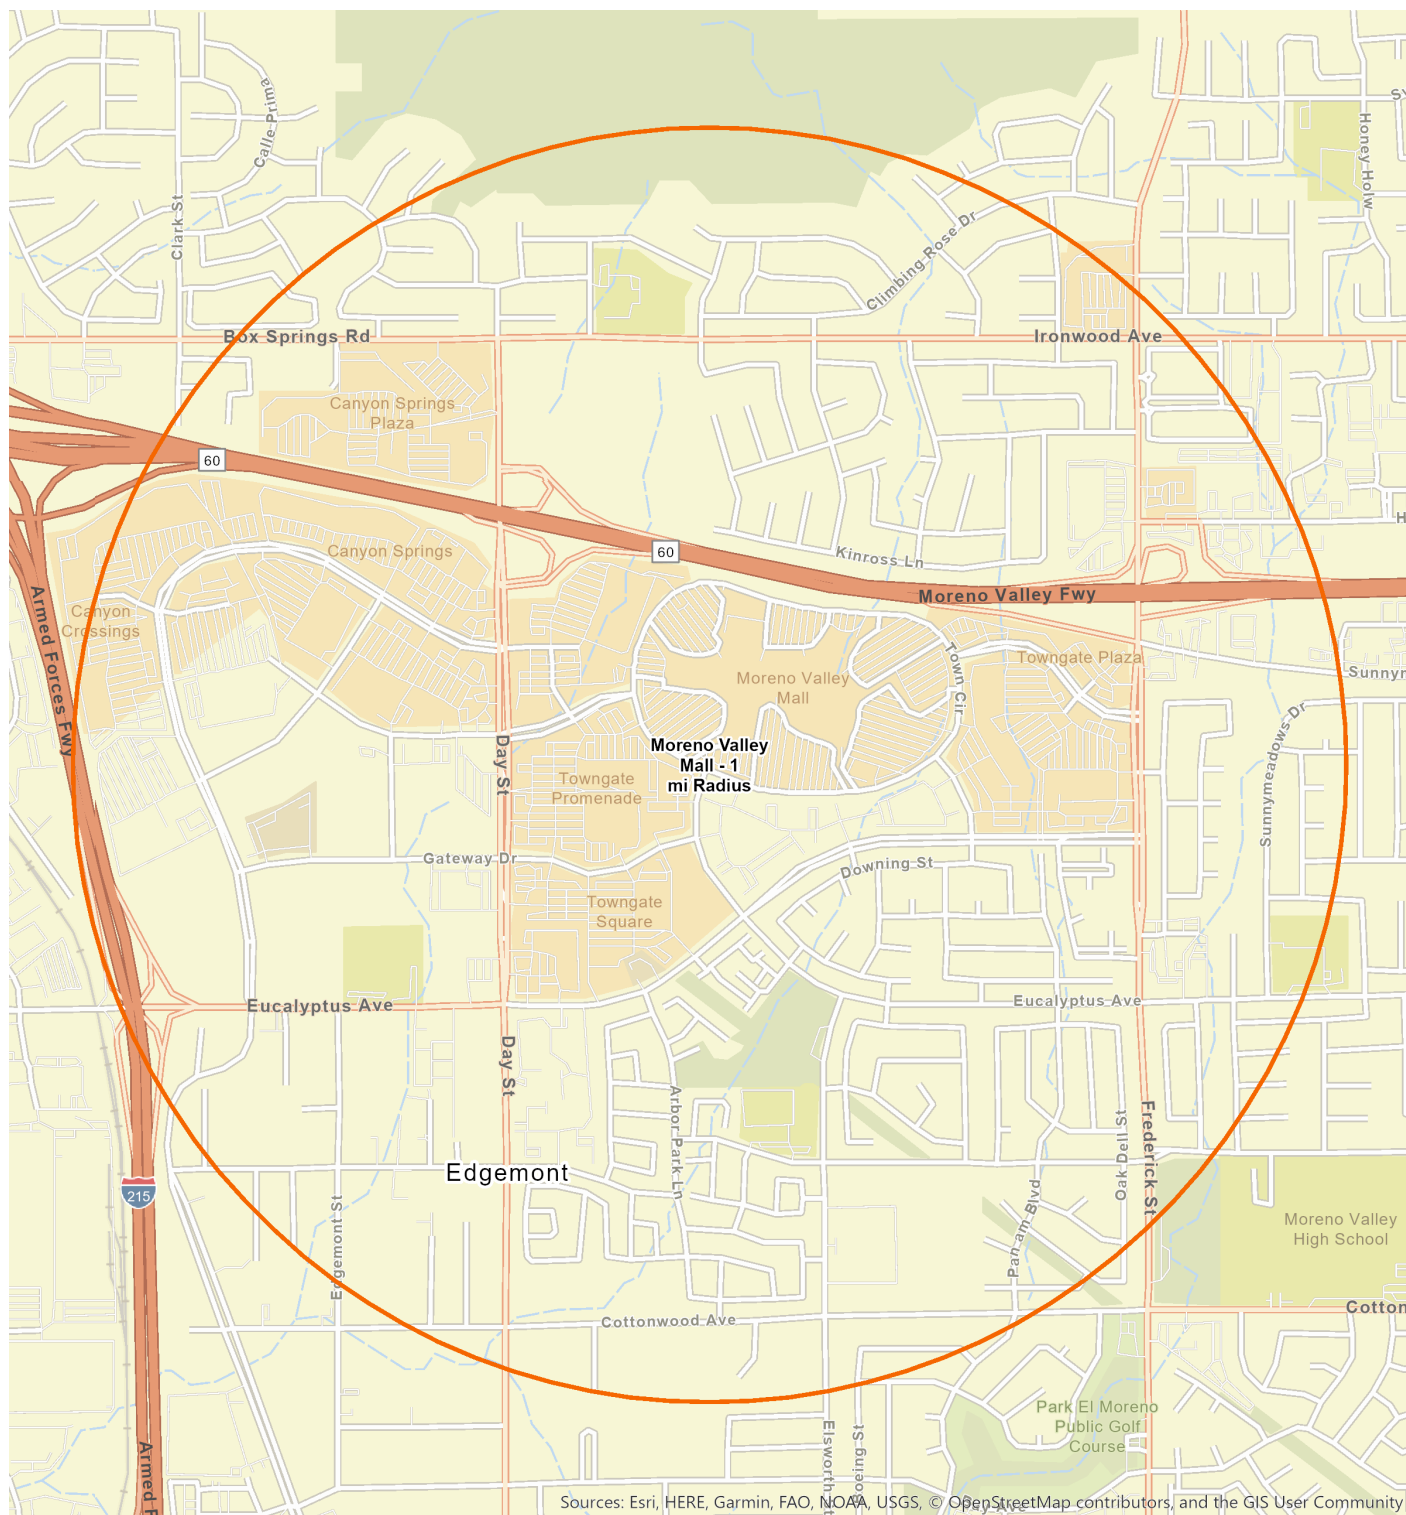 Calle Prima
Clark St
Honey Holw
Climbing Rose Dr
Box Springs Rd
Ironwood Ave
Canyon Springs
Plaza
60
Canyon Springs
60
Kinross Ln
Moreno Valley Fwy
Canyon
Crossings
Armed Forces Fwy
Town Cir
Towngate Plaza
Moreno Valley
Mall
Day St
Moreno Valley
Mall - 1
mi Radius
Towngate
Promenade
Sunnymeadows Dr
Gateway Dr
Downing St
Towngate
Square
Eucalyptus Ave
Eucalyptus Ave
Day St
Arbor Park Ln
Oak Dell St
Frederick St
Edgemont
215
Edgemont St
Pan am Blvd
Moreno Valley
High School
Cottonwood Ave
Cotton
Park El Moreno
Public Golf
Course
Elsworth St
Boeing St
Armed F
Sources: Esri, HERE, Garmin, FAO, NOAA, USGS, © OpenStreetMap contributors, and the GIS User Community